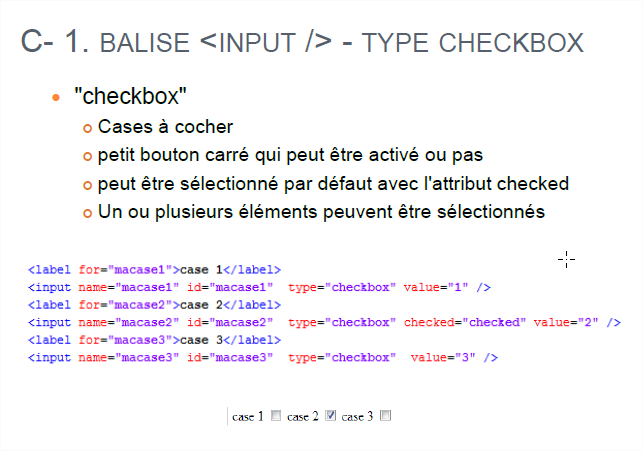 C- 1. BALISE <INPUT /> - TYPE CHECKBOX
"checkbox"
Cases à cocher
petit bouton carré qui peut être activé ou pas
peut être sélectionné par défaut avec l'attribut checked
Un ou plusieurs éléments peuvent être sélectionnés
<label for="macase1">case 1</label>
<input name="macase1" id="macase1"  type="checkbox" value="1" />
<label for="macase2">case 2</label>
<input name="macase2" id="macase2"  type="checkbox" checked="checked" value="2" />
<label for="macase3">case 3</label>
<input name="macase3" id="macase3"  type="checkbox"  value="3" />
case 1 case 2 case 3